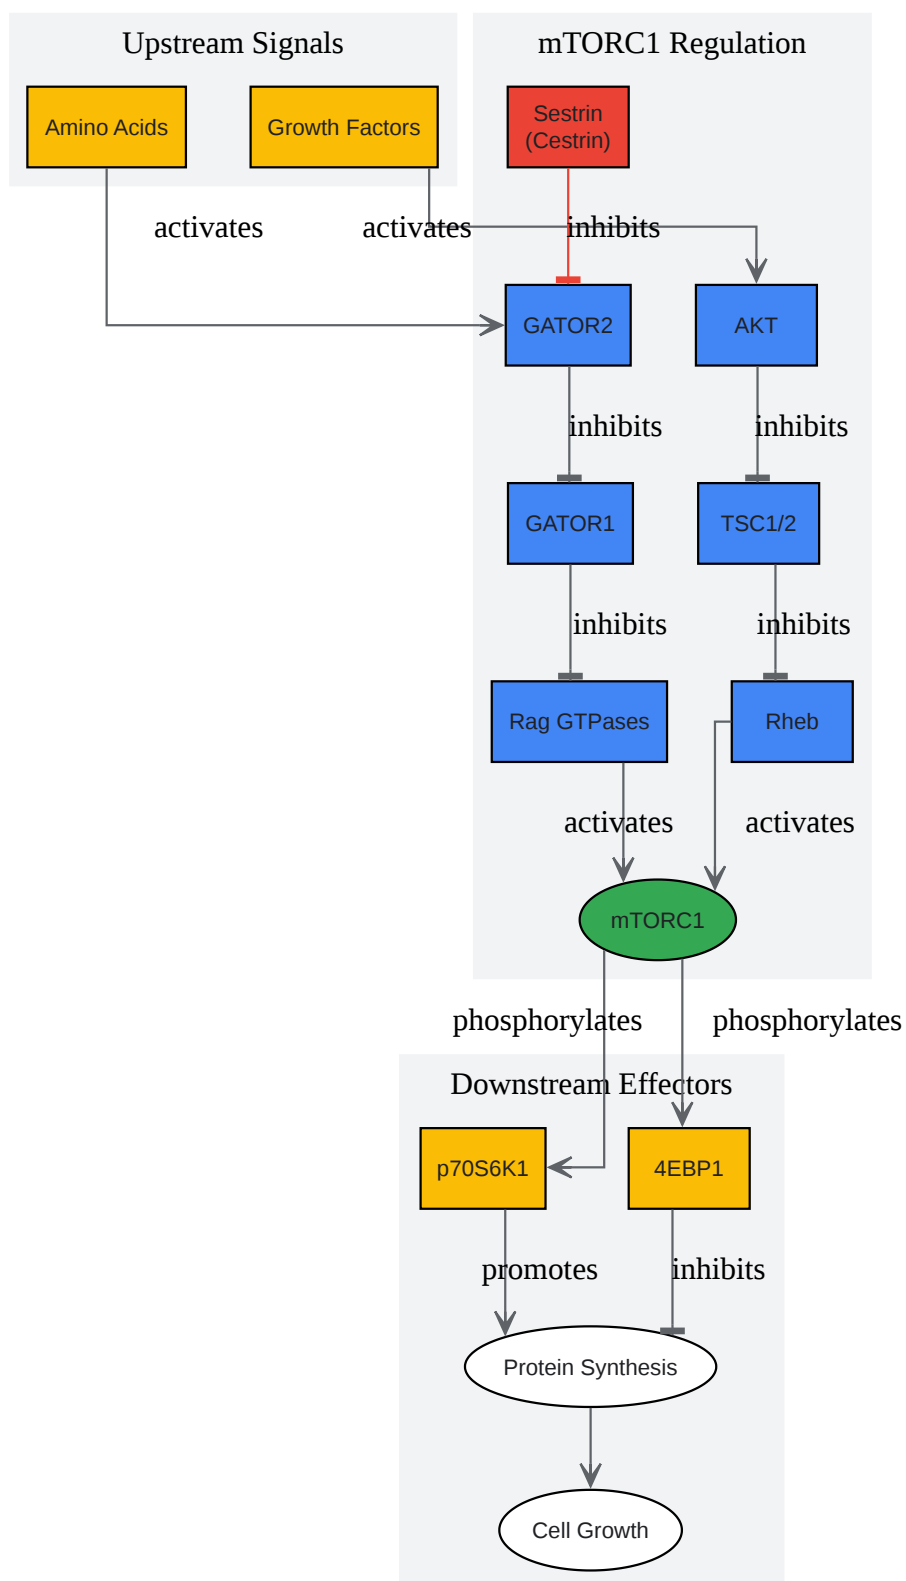 Upstream Signals
mTORC1 Regulation
Amino Acids
Growth Factors
Sestrin
(Cestrin)
activates
activates
inhibits
GATOR2
AKT
inhibits
inhibits
GATOR1
TSC1/2
inhibits
inhibits
Rag GTPases
Rheb
activates
activates
mTORC1
phosphorylates
phosphorylates
Downstream Effectors
p70S6K1
4EBP1
promotes
inhibits
Protein Synthesis
Cell Growth